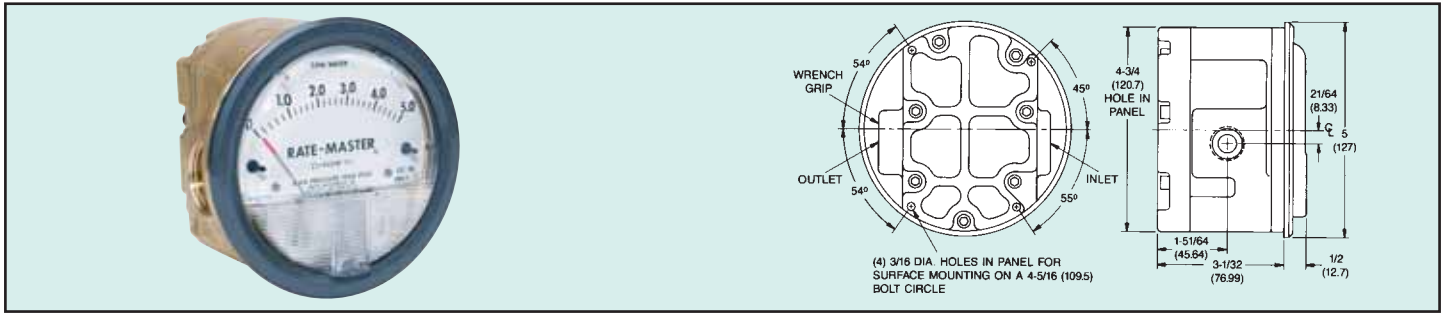 1.0 2.0 3.0 4.0 5.0
RATE-MASTER
54º
WRENCH
GRIP
OUTLET
54º
45º
INLET
55º
(4) 3/16 DIA. HOLES IN PANEL FOR
SURFACE MOUNTING ON A 4-5/16 (109.5)
BOLT CIRCLE
4-3/4
(120.7)
HOLE IN
PANEL
21/64
(8.33)
5
(127)
1-51/64
(45.64)
3-1/32
(76.99)
1/2
(12.7)